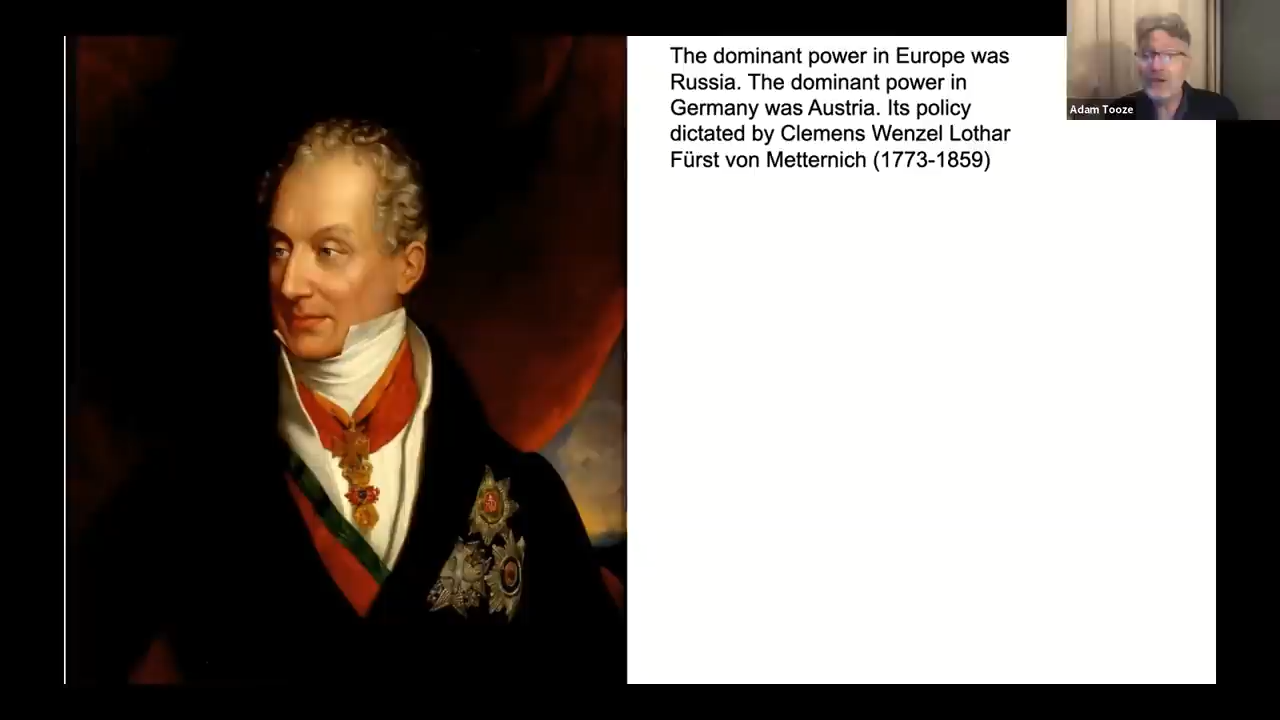 The dominant power in Europe was
Russia. The dominant power in
Germany was Austria. Its policy
dictated by Clemens Wenzel Lothar
Fürst von Metternich (1773-1859)
Adam Tooze